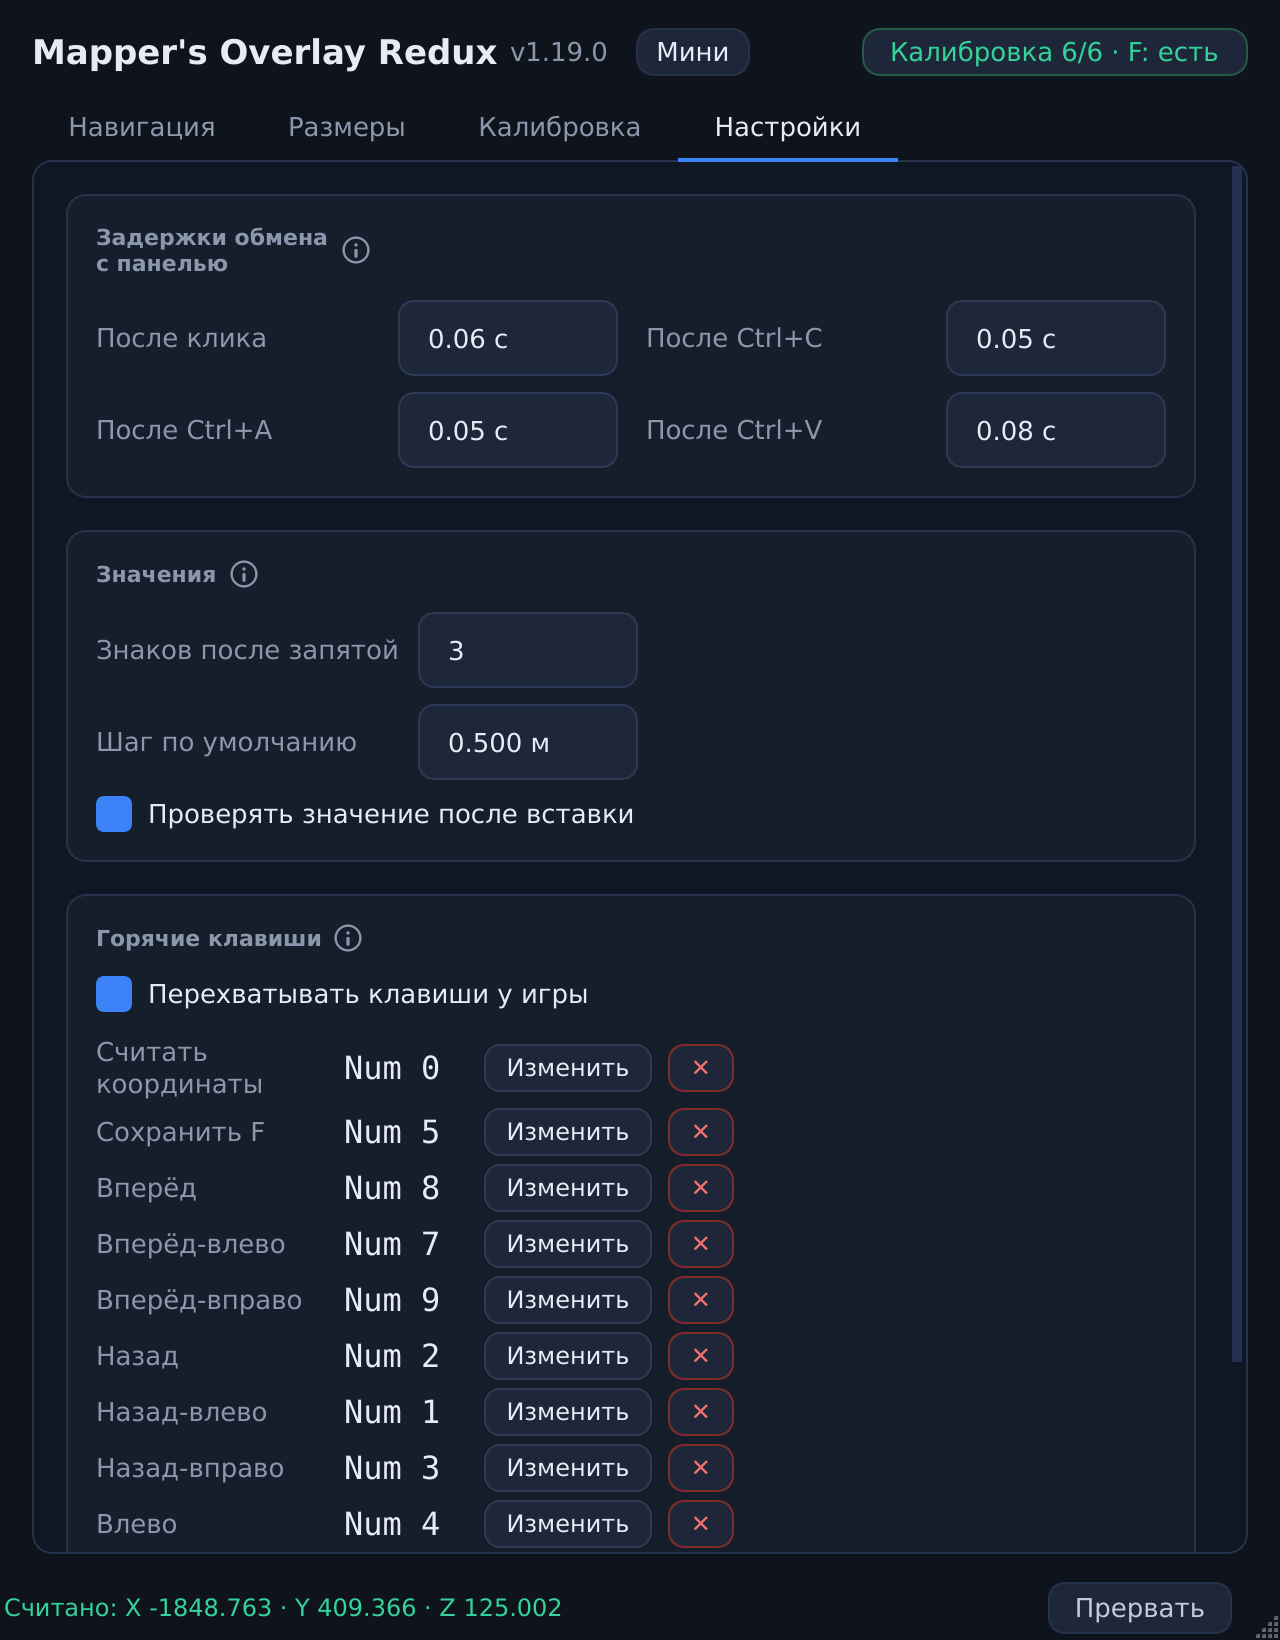 Mapper's Overlay Redux v1.19.0 Мини Калибровка 6/6 · F: есть
Навигация Размеры Калибровка Настройки
Задержки обмена
с панелью
После клика 0.06 с После Ctrl+C 0.05 с
После Ctrl+A 0.05 с После Ctrl+V 0.08 с
Значения
Знаков после запятой 3
Шаг по умолчанию 0.500 м
Проверять значение после вставки
Горячие клавиши
Перехватывать клавиши у игры
Считать
координаты Num 0 Изменить ✕
Сохранить F Num 5 Изменить ✕
Вперёд Num 8 Изменить ✕
Вперёд-влево Num 7 Изменить ✕
Вперёд-вправо Num 9 Изменить ✕
Назад Num 2 Изменить ✕
Назад-влево Num 1 Изменить ✕
Назад-вправо Num 3 Изменить ✕
Влево Num 4 Изменить ✕
Считано: X -1848.763 · Y 409.366 · Z 125.002 Прервать